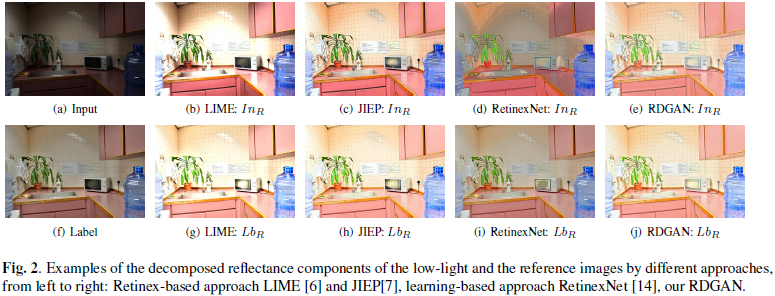 (a) Input
(b) LIME: In_R
(c) JIEP: In_R
(d) RetinexNet: In_R
(e) RDGAN: In_R
(f) Label
(g) LIME: Lb_R
(h) JIEP: Lb_R
(i) RetinexNet: Lb_R
(j) RDGAN: Lb_R
Fig. 2. Examples of the decomposed reflectance components of the low-light and the reference images by different approaches,
from left to right: Retinex-based approach LIME [6] and JIEP[7], learning-based approach RetinexNet [14], our RDGAN.